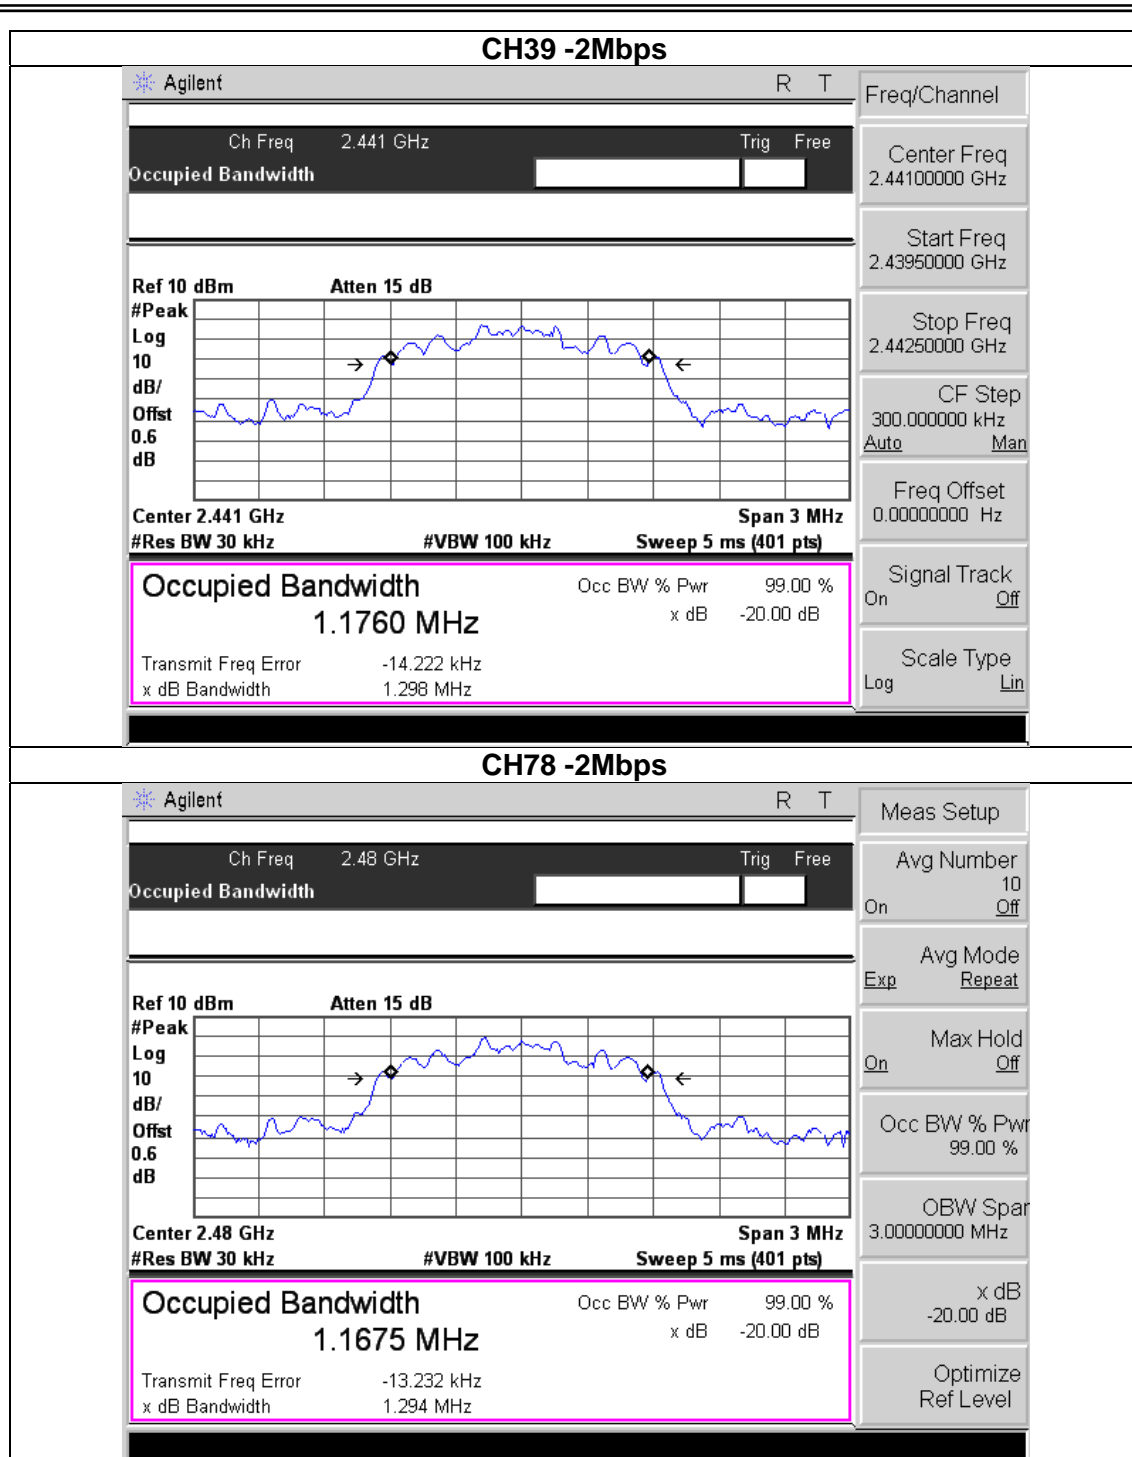 CH39 -2Mbps
Agilent R T
Freq/Channel
Ch Freq 2.441 GHz Trig Free
Occupied Bandwidth
Center Freq
2.44100000 GHz
Start Freq
2.43950000 GHz
Stop Freq
2.44250000 GHz
CF Step
300.000000 kHz
Auto Man
Freq Offset
0.00000000 Hz
Signal Track
On Off
Scale Type
Log Lin
Ref 10 dBm Atten 15 dB
#Peak
Log
10
dB/
Offst
0.6
dB
Center 2.441 GHz Span 3 MHz
#Res BW 30 kHz #VBW 100 kHz Sweep 5 ms (401 pts)
Occupied Bandwidth Occ BW % Pwr 99.00 %
1.1760 MHz x dB -20.00 dB
Transmit Freq Error -14.222 kHz
x dB Bandwidth 1.298 MHz
CH78 -2Mbps
Agilent R T
Meas Setup
Ch Freq 2.48 GHz Trig Free
Occupied Bandwidth
Avg Number
10
On Off
Avg Mode
Exp Repeat
Max Hold
On Off
Occ BW % Pwr
99.00 %
OBW Span
3.00000000 MHz
x dB
-20.00 dB
Optimize
Ref Level
Ref 10 dBm Atten 15 dB
#Peak
Log
10
dB/
Offst
0.6
dB
Center 2.48 GHz Span 3 MHz
#Res BW 30 kHz #VBW 100 kHz Sweep 5 ms (401 pts)
Occupied Bandwidth Occ BW % Pwr 99.00 %
1.1675 MHz x dB -20.00 dB
Transmit Freq Error -13.232 kHz
x dB Bandwidth 1.294 MHz